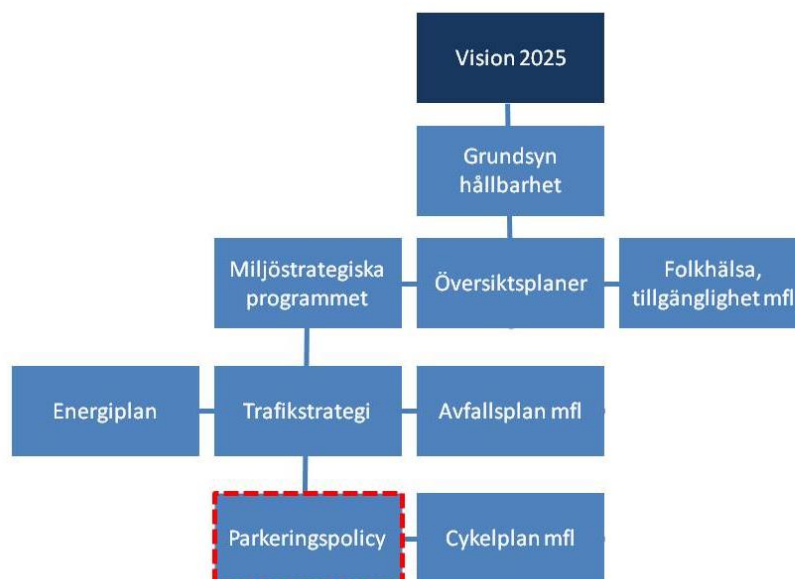 Vision 2025
Grundsyn
hållbarhet
Miljöstrategiska
programmet
Översiktsplaner
Folkhälsa,
tillgänglighet mfl
Energiplan
Trafikstrategi
Avfallsplan mfl
Parkeringspolicy
Cykelplan mfl